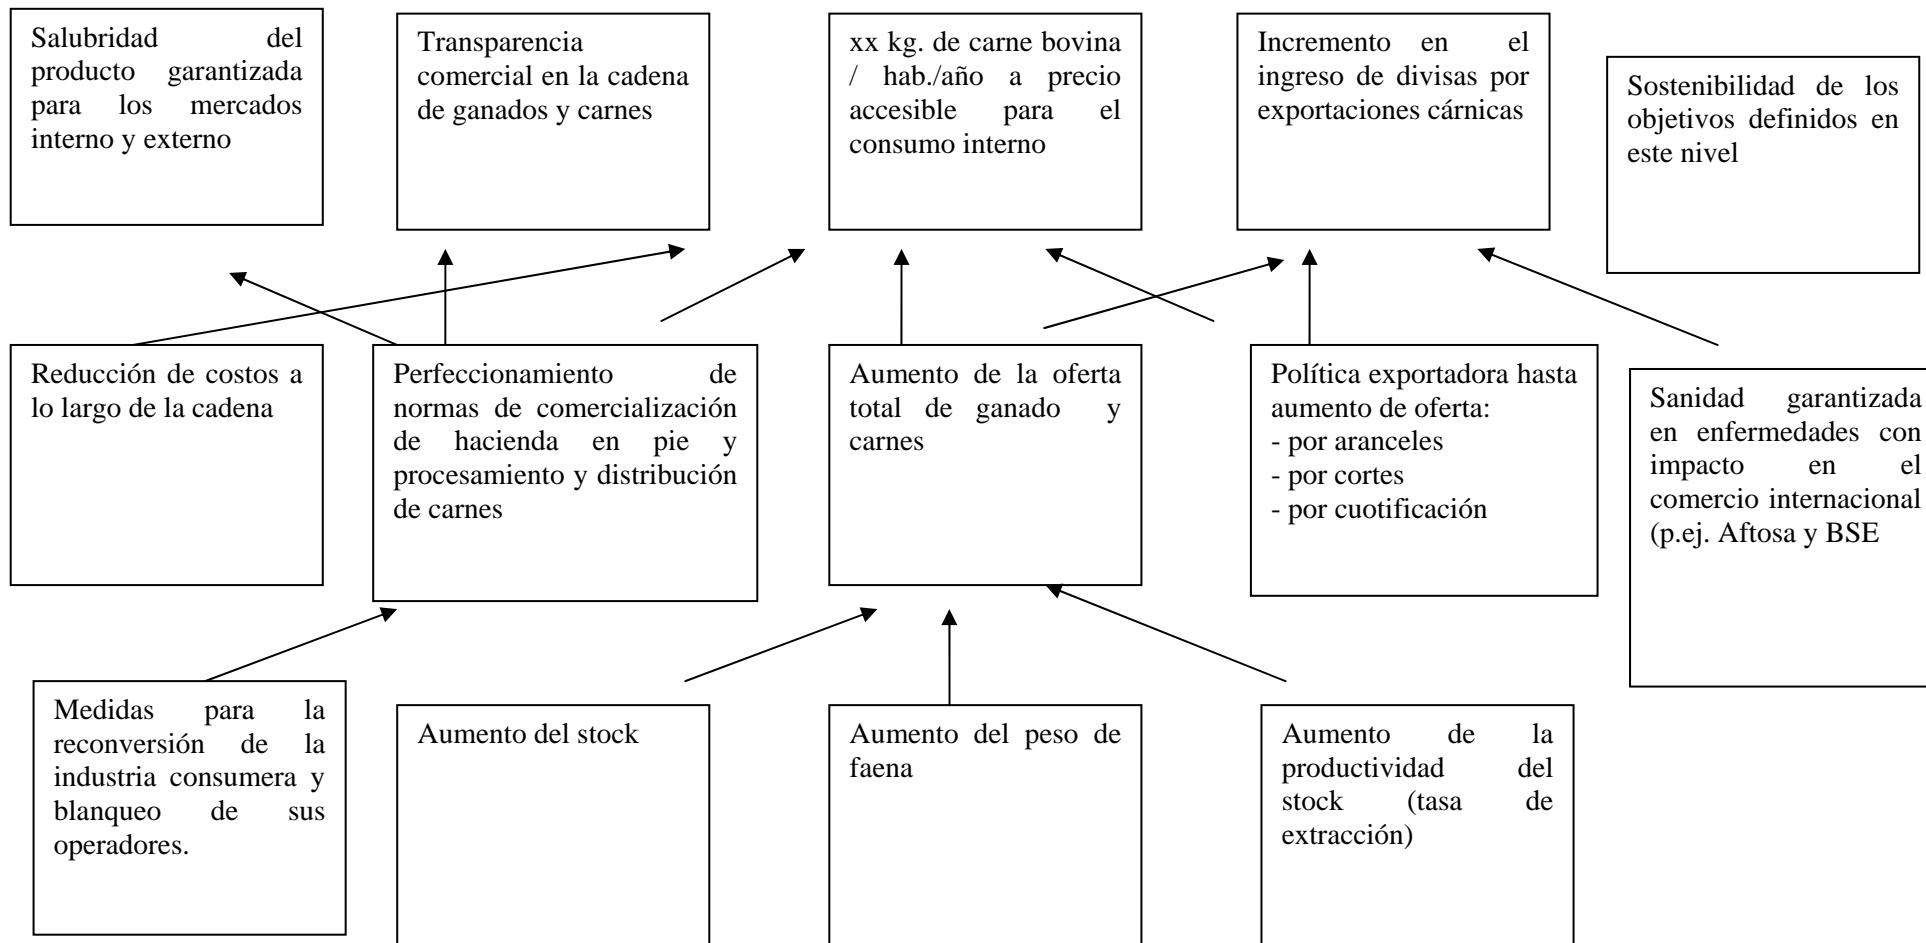 Salubridad del
producto garantizada
para los mercados
interno y externo
Transparencia
comercial en la cadena
de ganados y carnes
xx kg. de carne bovina
/ hab./año a precio
accesible para el
consumo interno
Incremento en el
ingreso de divisas por
exportaciones cárnicas
Sostenibilidad de los
objetivos definidos en
este nivel
Reducción de costos a
lo largo de la cadena
Perfeccionamiento de
normas de comercialización
de hacienda en pie y
procesamiento y distribución
de carnes
Aumento de la oferta
total de ganado y
carnes
Política exportadora hasta
aumento de oferta:
- por aranceles
- por cortes
- por cuotificación
Sanidad garantizada
en enfermedades con
impacto en el
comercio internacional
(p.ej. Aftosa y BSE
Medidas para la
reconversión de la
industria consumera y
blanqueo de sus
operadores.
Aumento del stock
Aumento del peso de
faena
Aumento de la
productividad del
stock (tasa de
extracción)